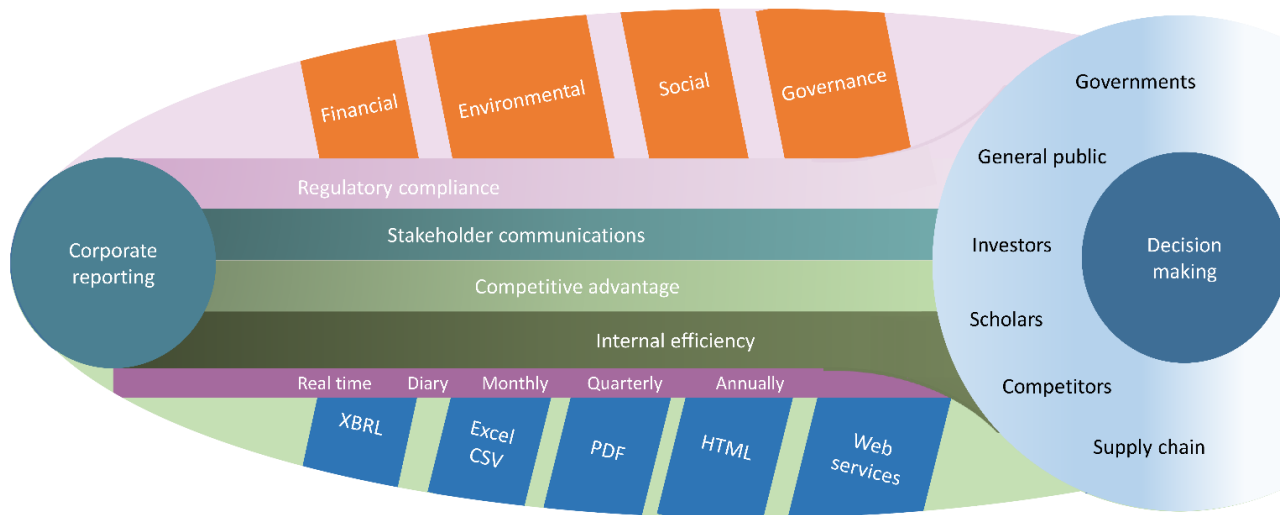 Financial
Environmental
Social
Governance
Corporate
reporting
Regulatory compliance
Stakeholder communications
Competitive advantage
Internal efficiency
Real time Diary Monthly Quarterly Annually
XBRL
Excel
CSV
PDF
HTML
Web
services
Governments
General public
Investors
Scholars
Competitors
Supply chain
Decision
making